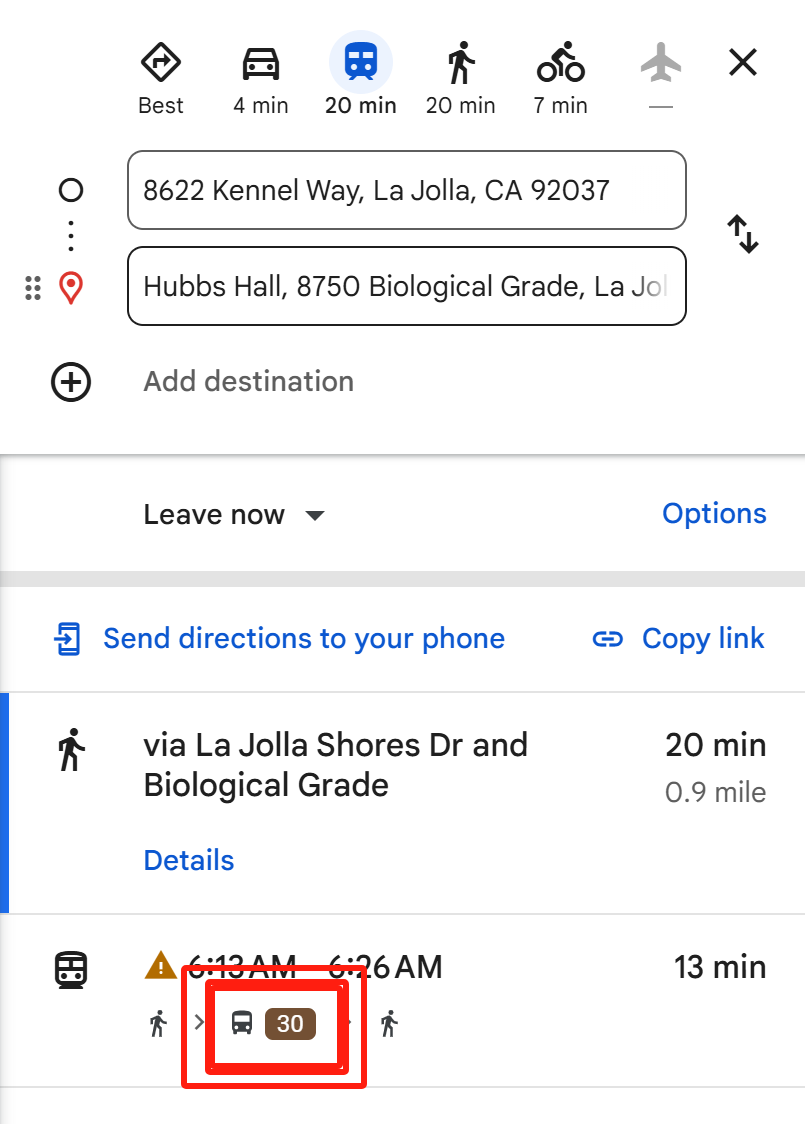 Best
4 min
20 min
20 min
7 min
—
8622 Kennel Way, La Jolla, CA 92037
Hubbs Hall, 8750 Biological Grade, La Jol
Add destination
Leave now
Options
Send directions to your phone
Copy link
via La Jolla Shores Dr and
20 min
Biological Grade
0.9 mile
Details
6:13 AM – 6:26 AM
13 min
30